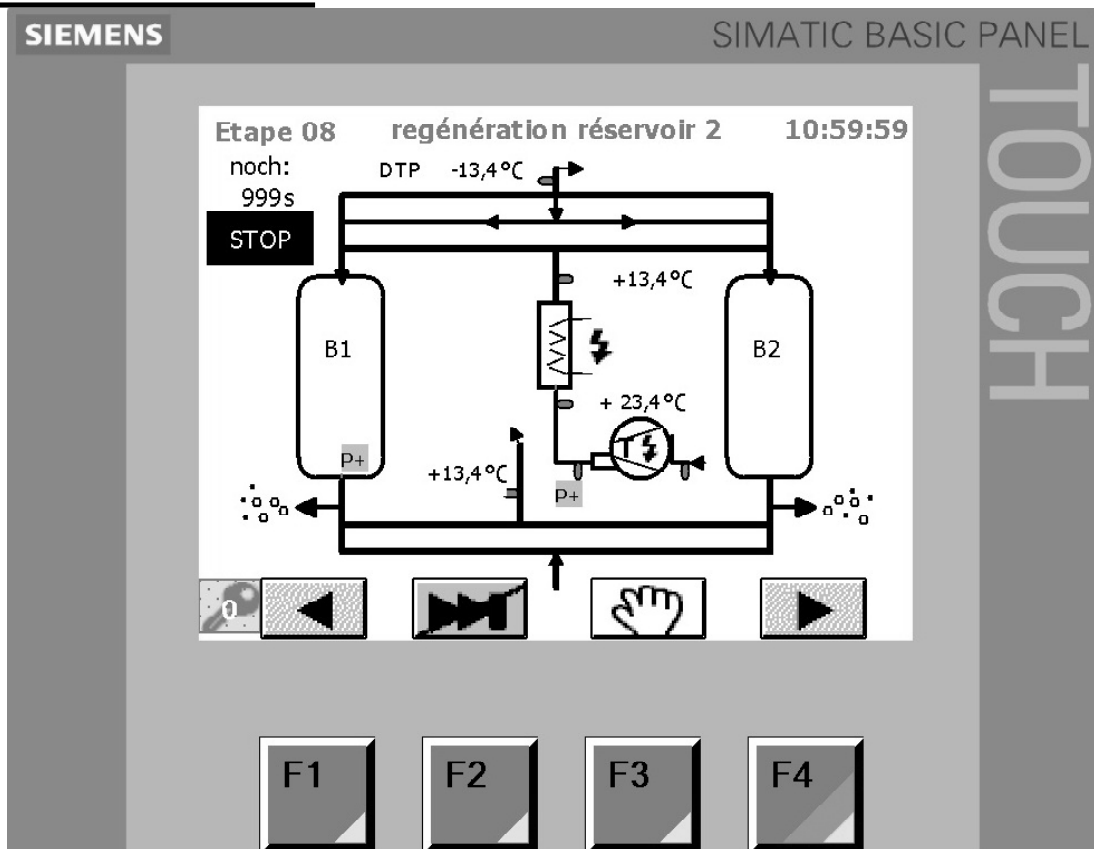 SIEMENS
SIMATIC BASIC PANEL
TOUCH
Etape 08 regénération réservoir 2 10:59:59
noch:
999s
STOP
DTP -13,4°C
+13,4°C
B1
B2
+ 23,4°C
T
P+
+13,4°C
P+
0
F1 F2 F3 F4